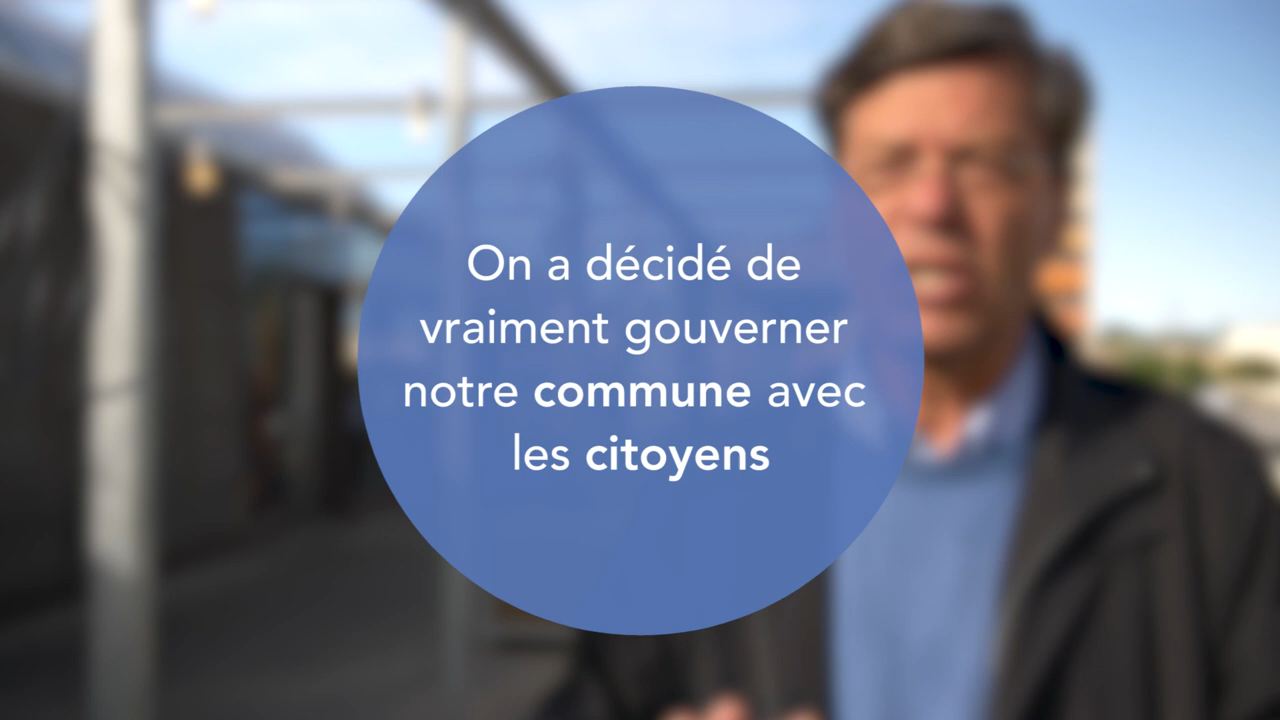 On a décidé de
vraiment gouverner
notre commune avec
les citoyens